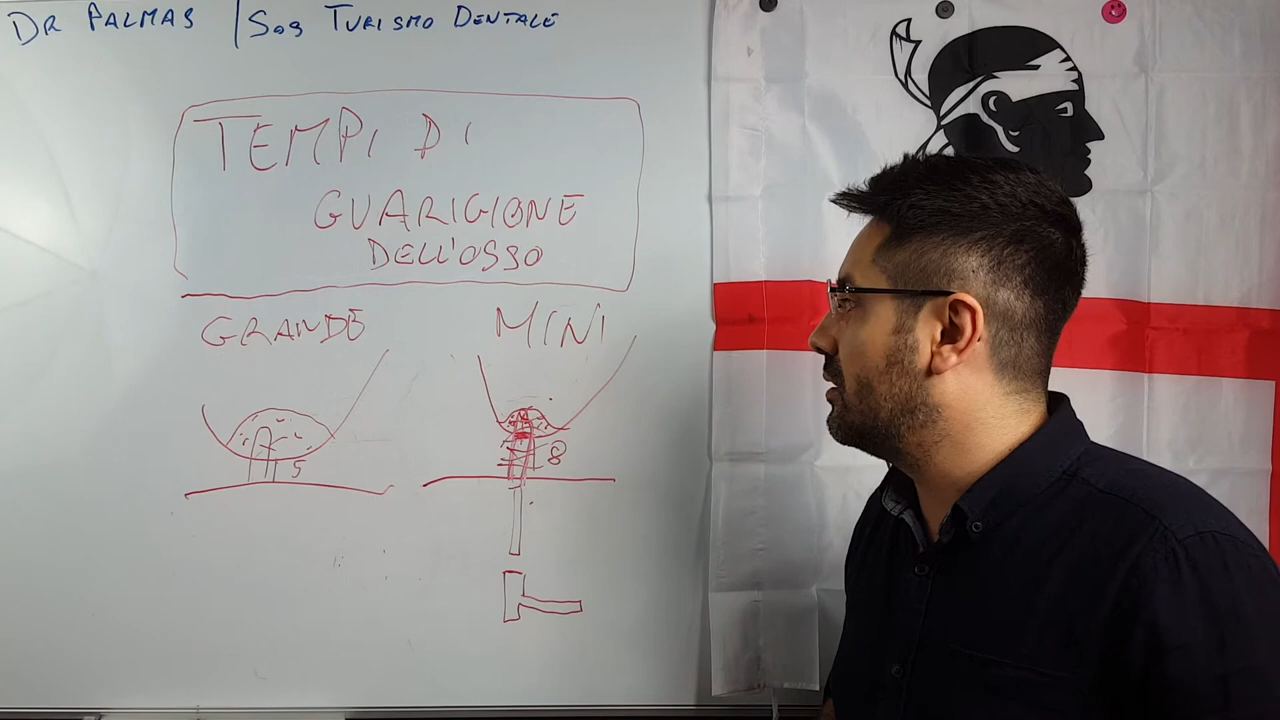 DR PALMAS | SOS TURISMO DENTALE
TEMPI DI
GUARIGIONE
DELL'OSSO
GRANDE MINI
5 8